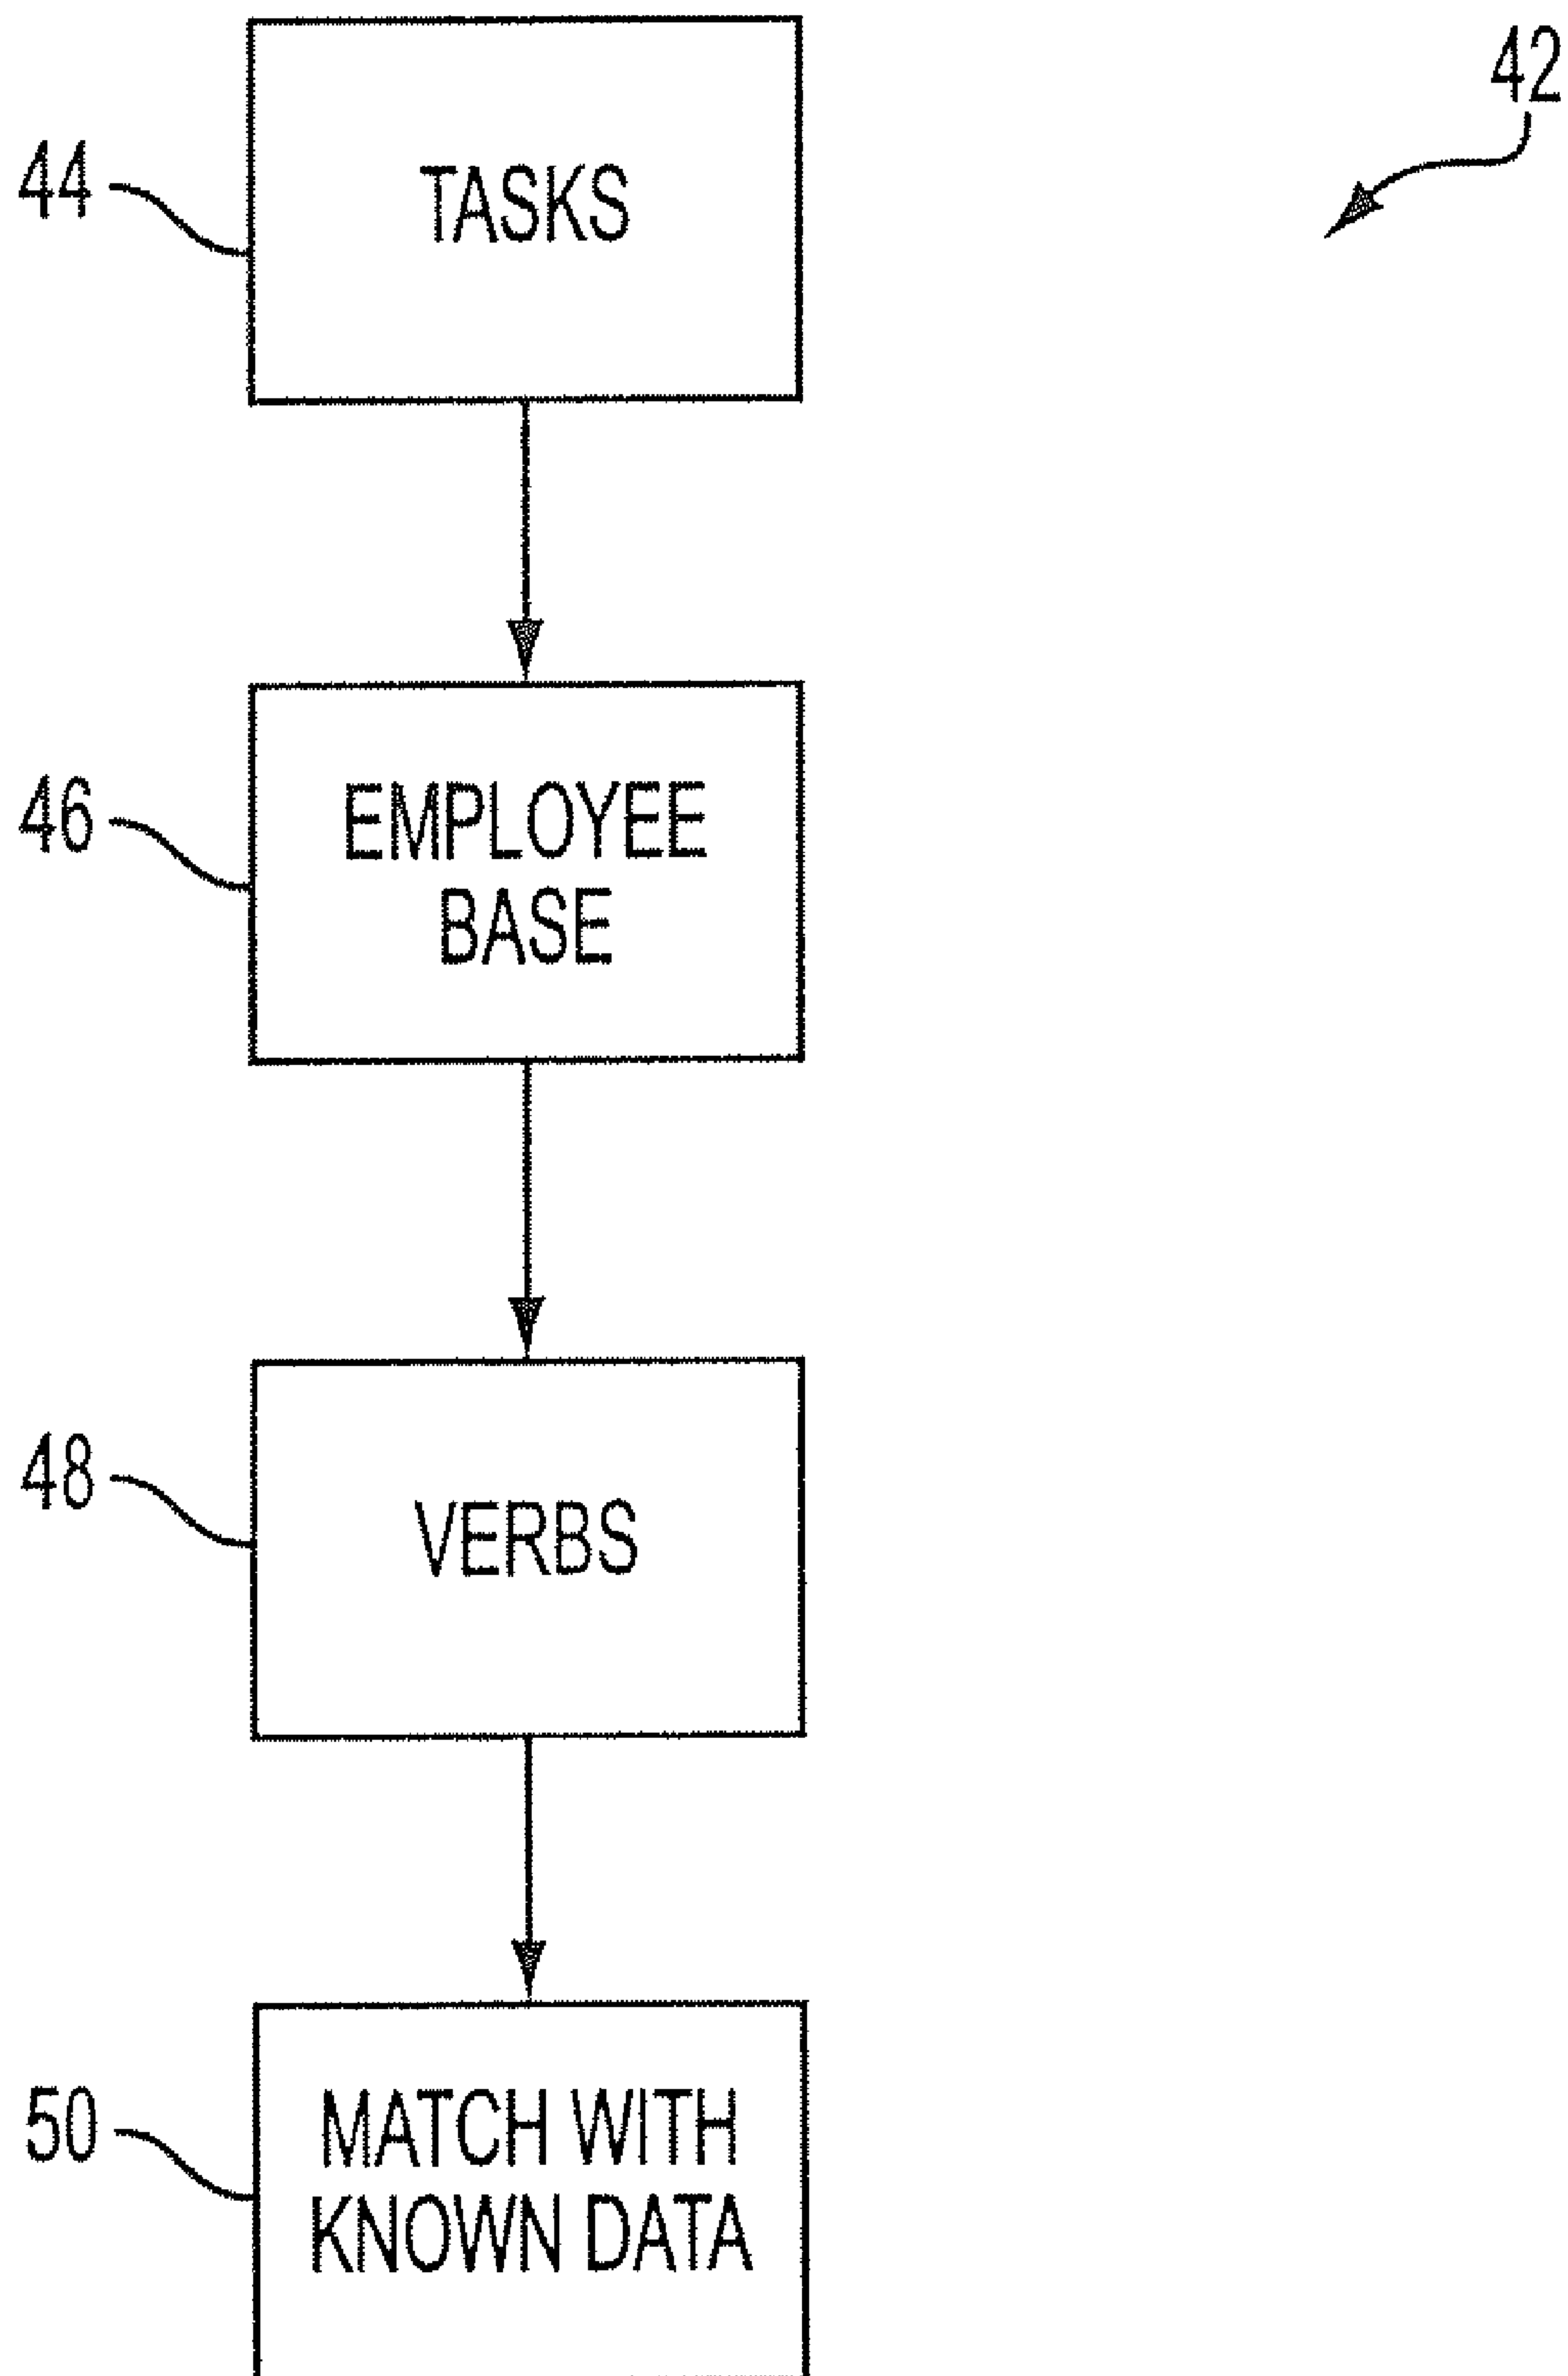 42
44
TASKS
46
EMPLOYEE
BASE
48
VERBS
50
MATCH WITH
KNOWN DATA